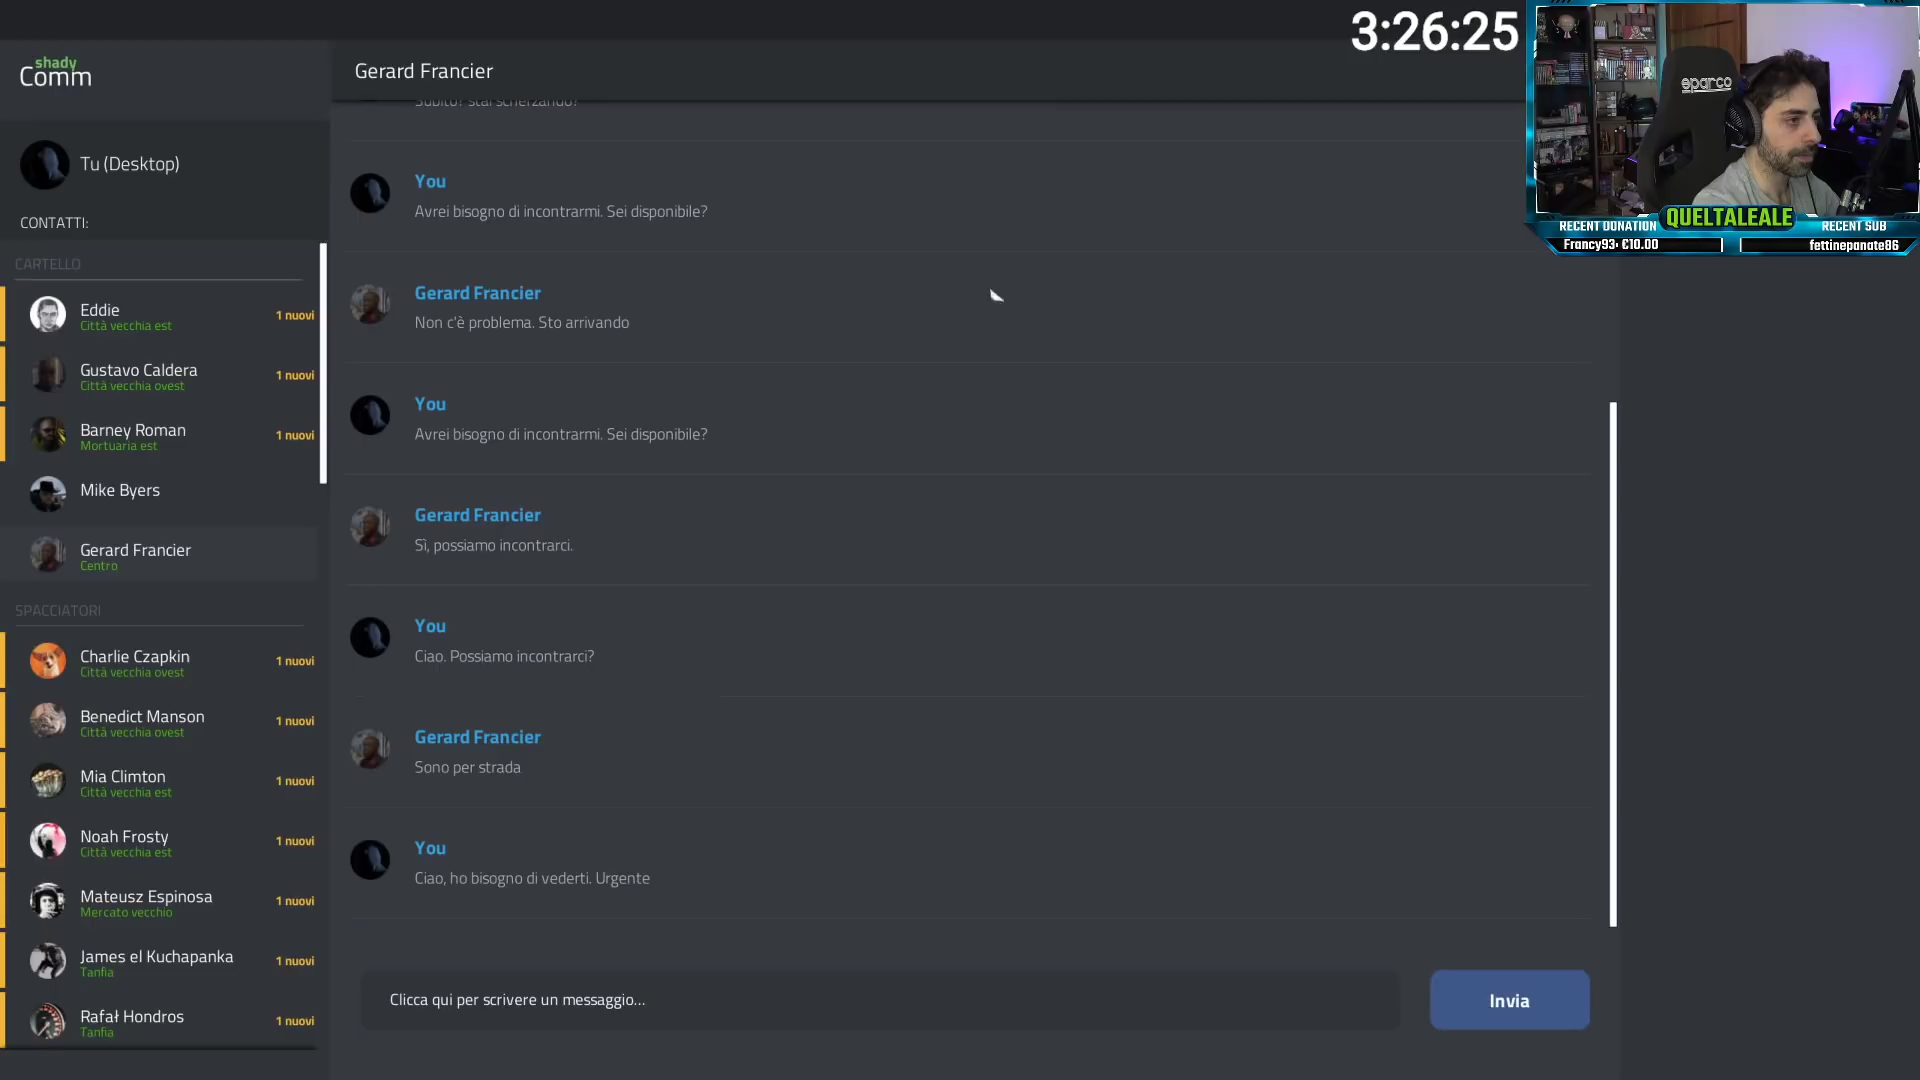 3:26:25
shady
Comm
Gerard Francier
Tu (Desktop)
CONTATTI:
CARTELLO
Eddie
Città vecchia est
1 nuovi
Gustavo Caldera
Città vecchia ovest
1 nuovi
Barney Roman
Mortuaria est
1 nuovi
Mike Byers
Gerard Francier
Centro
SPACCIATORI
Charlie Czapkin
Città vecchia ovest
1 nuovi
Benedict Manson
Città vecchia ovest
1 nuovi
Mia Climton
Città vecchia est
1 nuovi
Noah Frosty
Città vecchia est
1 nuovi
Mateusz Espinosa
Mercato vecchio
1 nuovi
James el Kuchapanka
Tanfia
1 nuovi
Rafał Hondros
Tanfia
1 nuovi
Subito? stai scherzando?
You
Avrei bisogno di incontrarmi. Sei disponibile?
Gerard Francier
Non c'è problema. Sto arrivando
You
Avrei bisogno di incontrarmi. Sei disponibile?
Gerard Francier
Sì, possiamo incontrarci.
You
Ciao. Possiamo incontrarci?
Gerard Francier
Sono per strada
You
Ciao, ho bisogno di vederti. Urgente
Clicca qui per scrivere un messaggio...
Invia
eparco
QUELTALEALE
RECENT DONATION
RECENT SUB
Francy93: €10.00
fettinepanate86